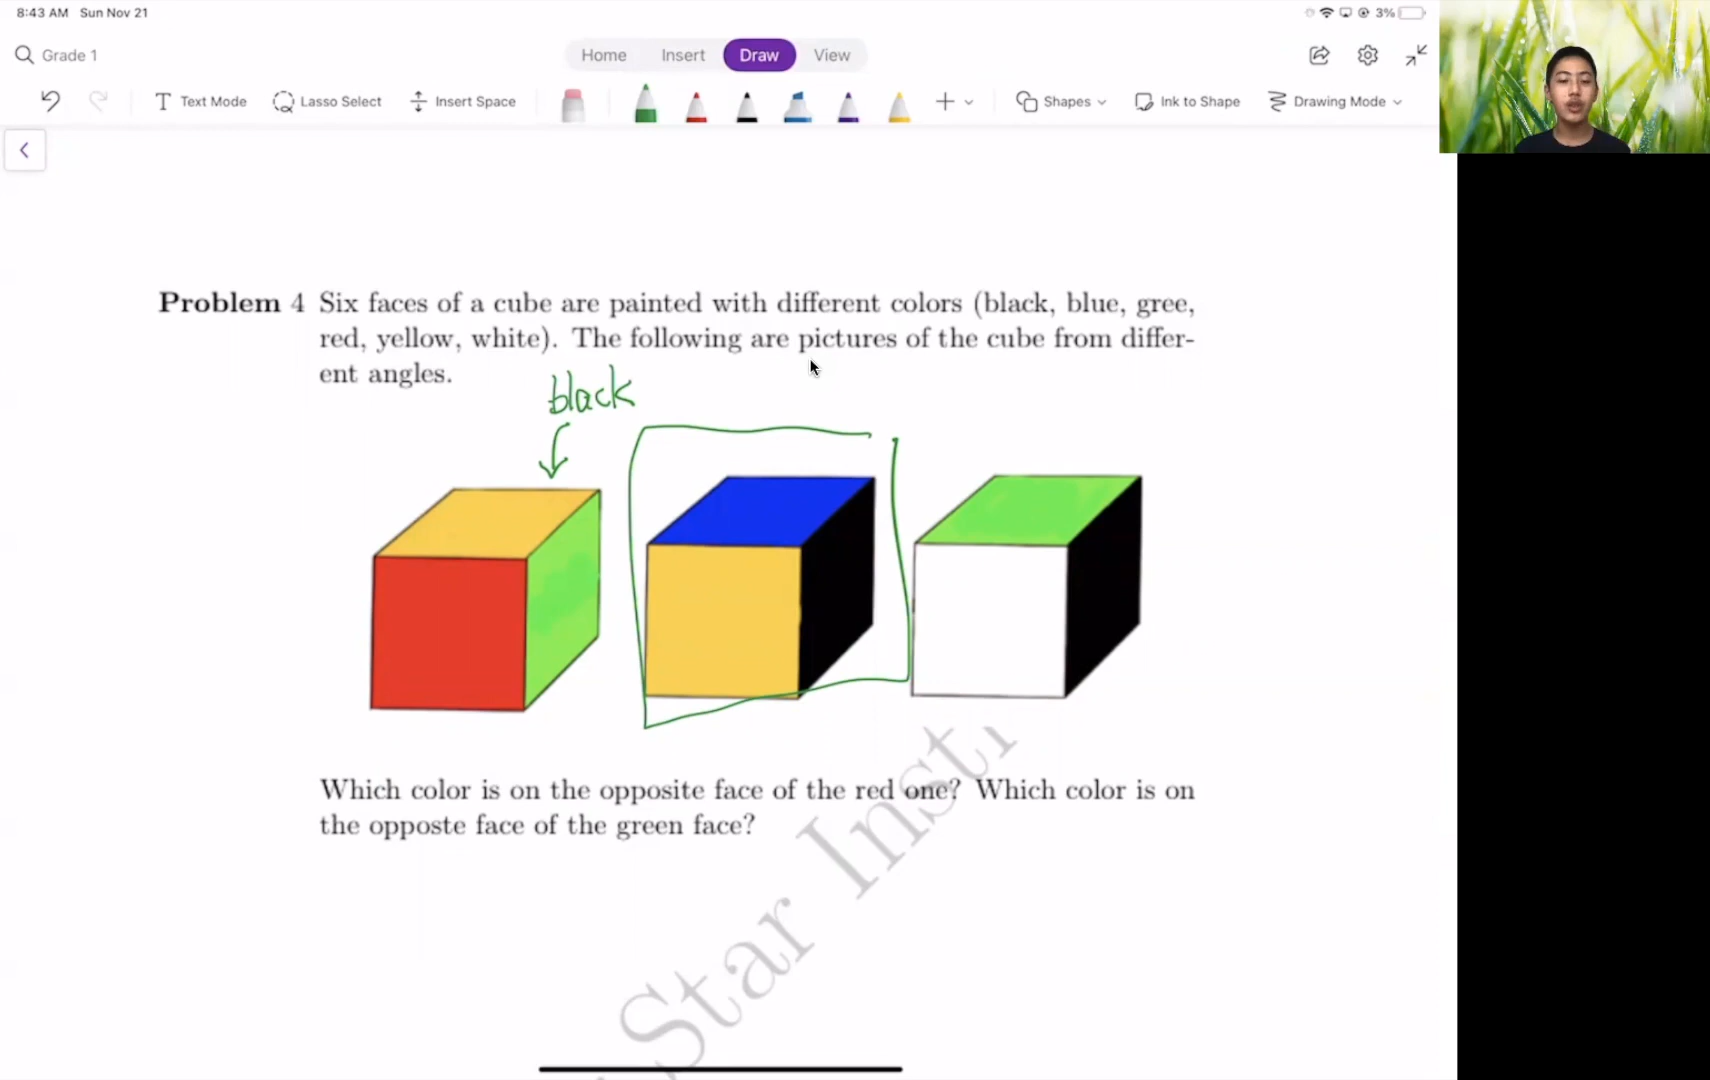 8:43 AM Sun Nov 21
3%
Grade 1
Home Insert Draw View
Text Mode Lasso Select Insert Space Shapes Ink to Shape Drawing Mode
Problem 4 Six faces of a cube are painted with different colors (black, blue, gree,
red, yellow, white). The following are pictures of the cube from differ-
ent angles.
black
Which color is on the opposite face of the red one? Which color is on
the opposte face of the green face?
Star Insti